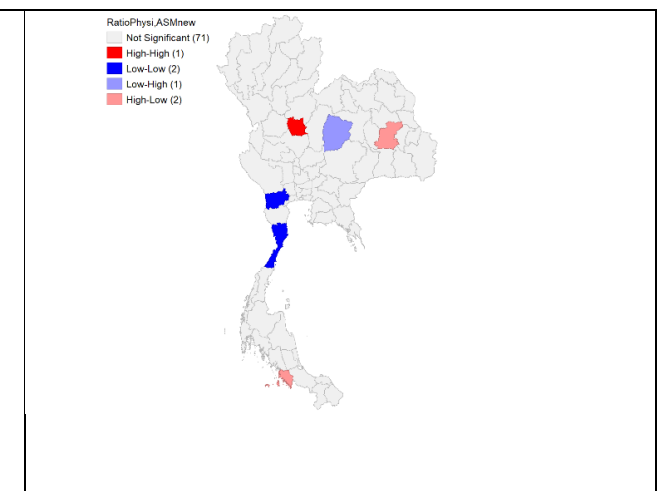 RatioPhysi,ASMnew
Not Significant (71)
High-High (1)
Low-Low (2)
Low-High (1)
High-Low (2)